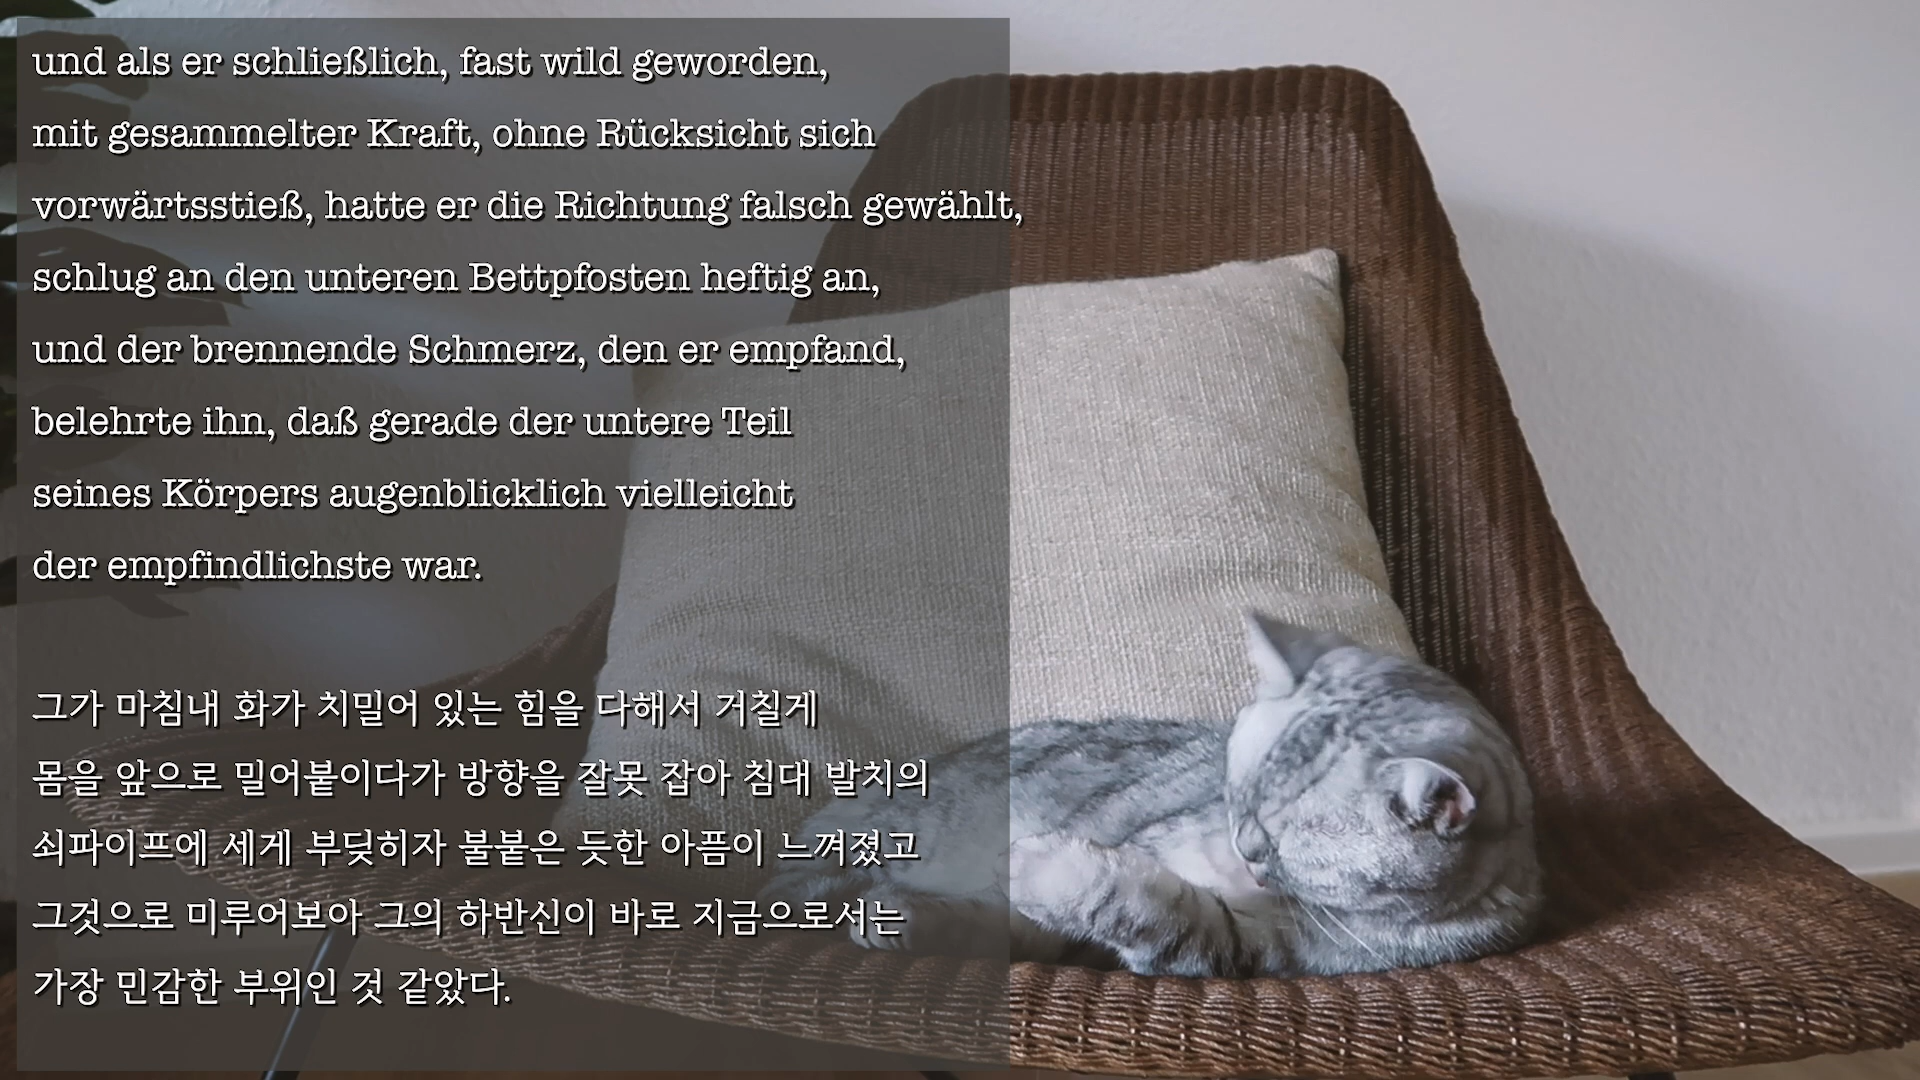 und als er schließlich, fast wild geworden,
mit gesammelter Kraft, ohne Rücksicht sich
vorwärtsstieß, hatte er die Richtung falsch gewählt,
schlug an den unteren Bettpfosten heftig an,
und der brennende Schmerz, den er empfand,
belehrte ihn, daß gerade der untere Teil
seines Körpers augenblicklich vielleicht
der empfindlichste war.
그가 마침내 화가 치밀어 있는 힘을 다해서 거칠게
몸을 앞으로 밀어붙이다가 방향을 잘못 잡아 침대 발치의
쇠파이프에 세게 부딪히자 불붙은 듯한 아픔이 느껴졌고
그것으로 미루어보아 그의 하반신이 바로 지금으로서는
가장 민감한 부위인 것 같았다.